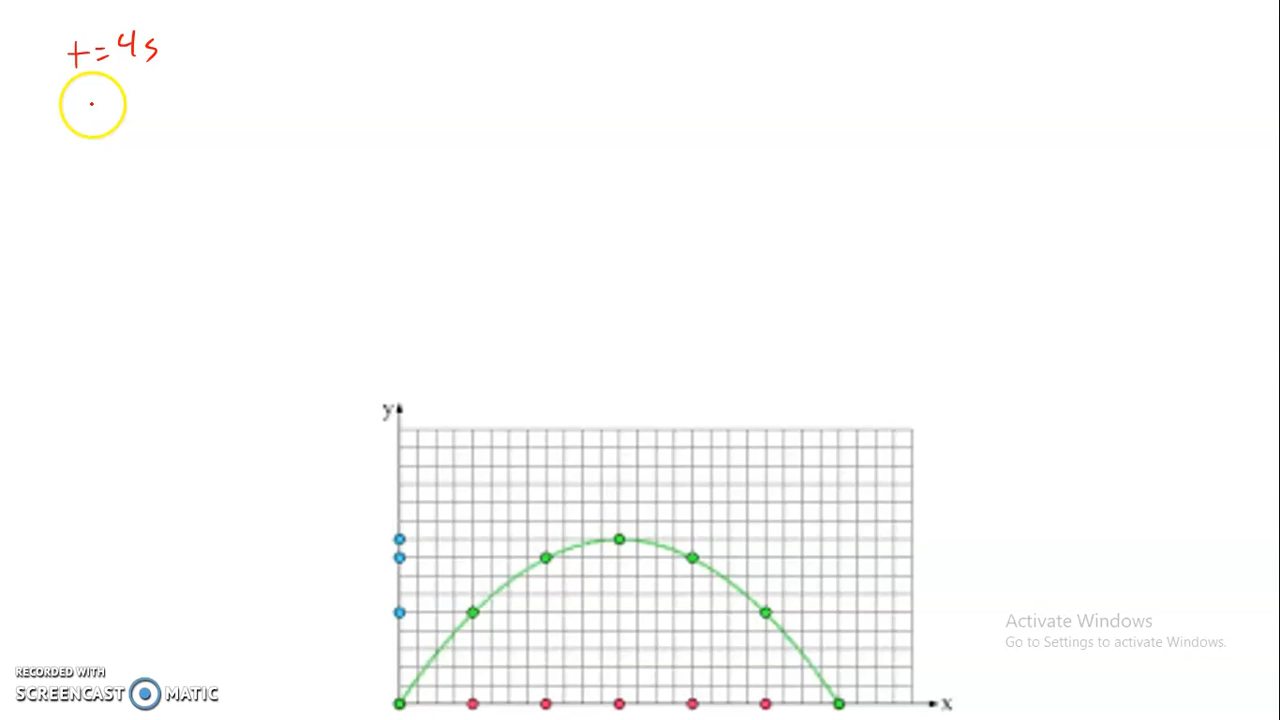 t=4s
y
x
Activate Windows
Go to Settings to activate Windows.
RECORDED WITH
SCREENCAST MATIC